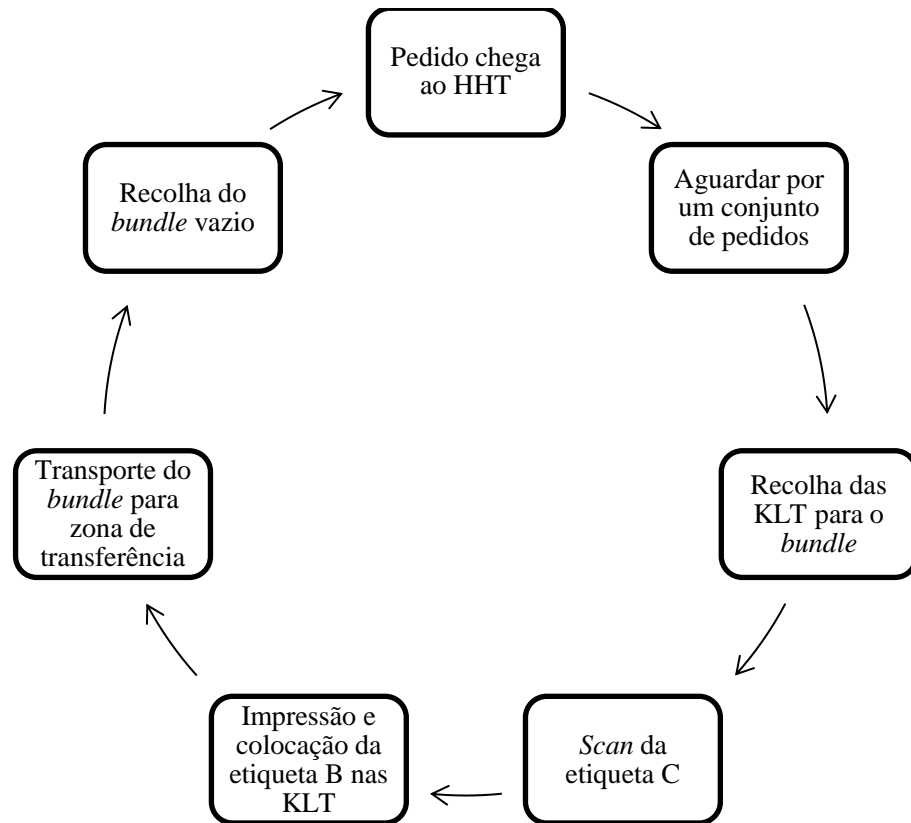 Pedido chega
ao HHT
Aguardar por
um conjunto
de pedidos
Recolha das
KLT para o
bundle
Scan da
etiqueta C
Impressão e
colocação da
etiqueta B nas
KLT
Transporte do
bundle para
zona de
transferência
Recolha do
bundle vazio